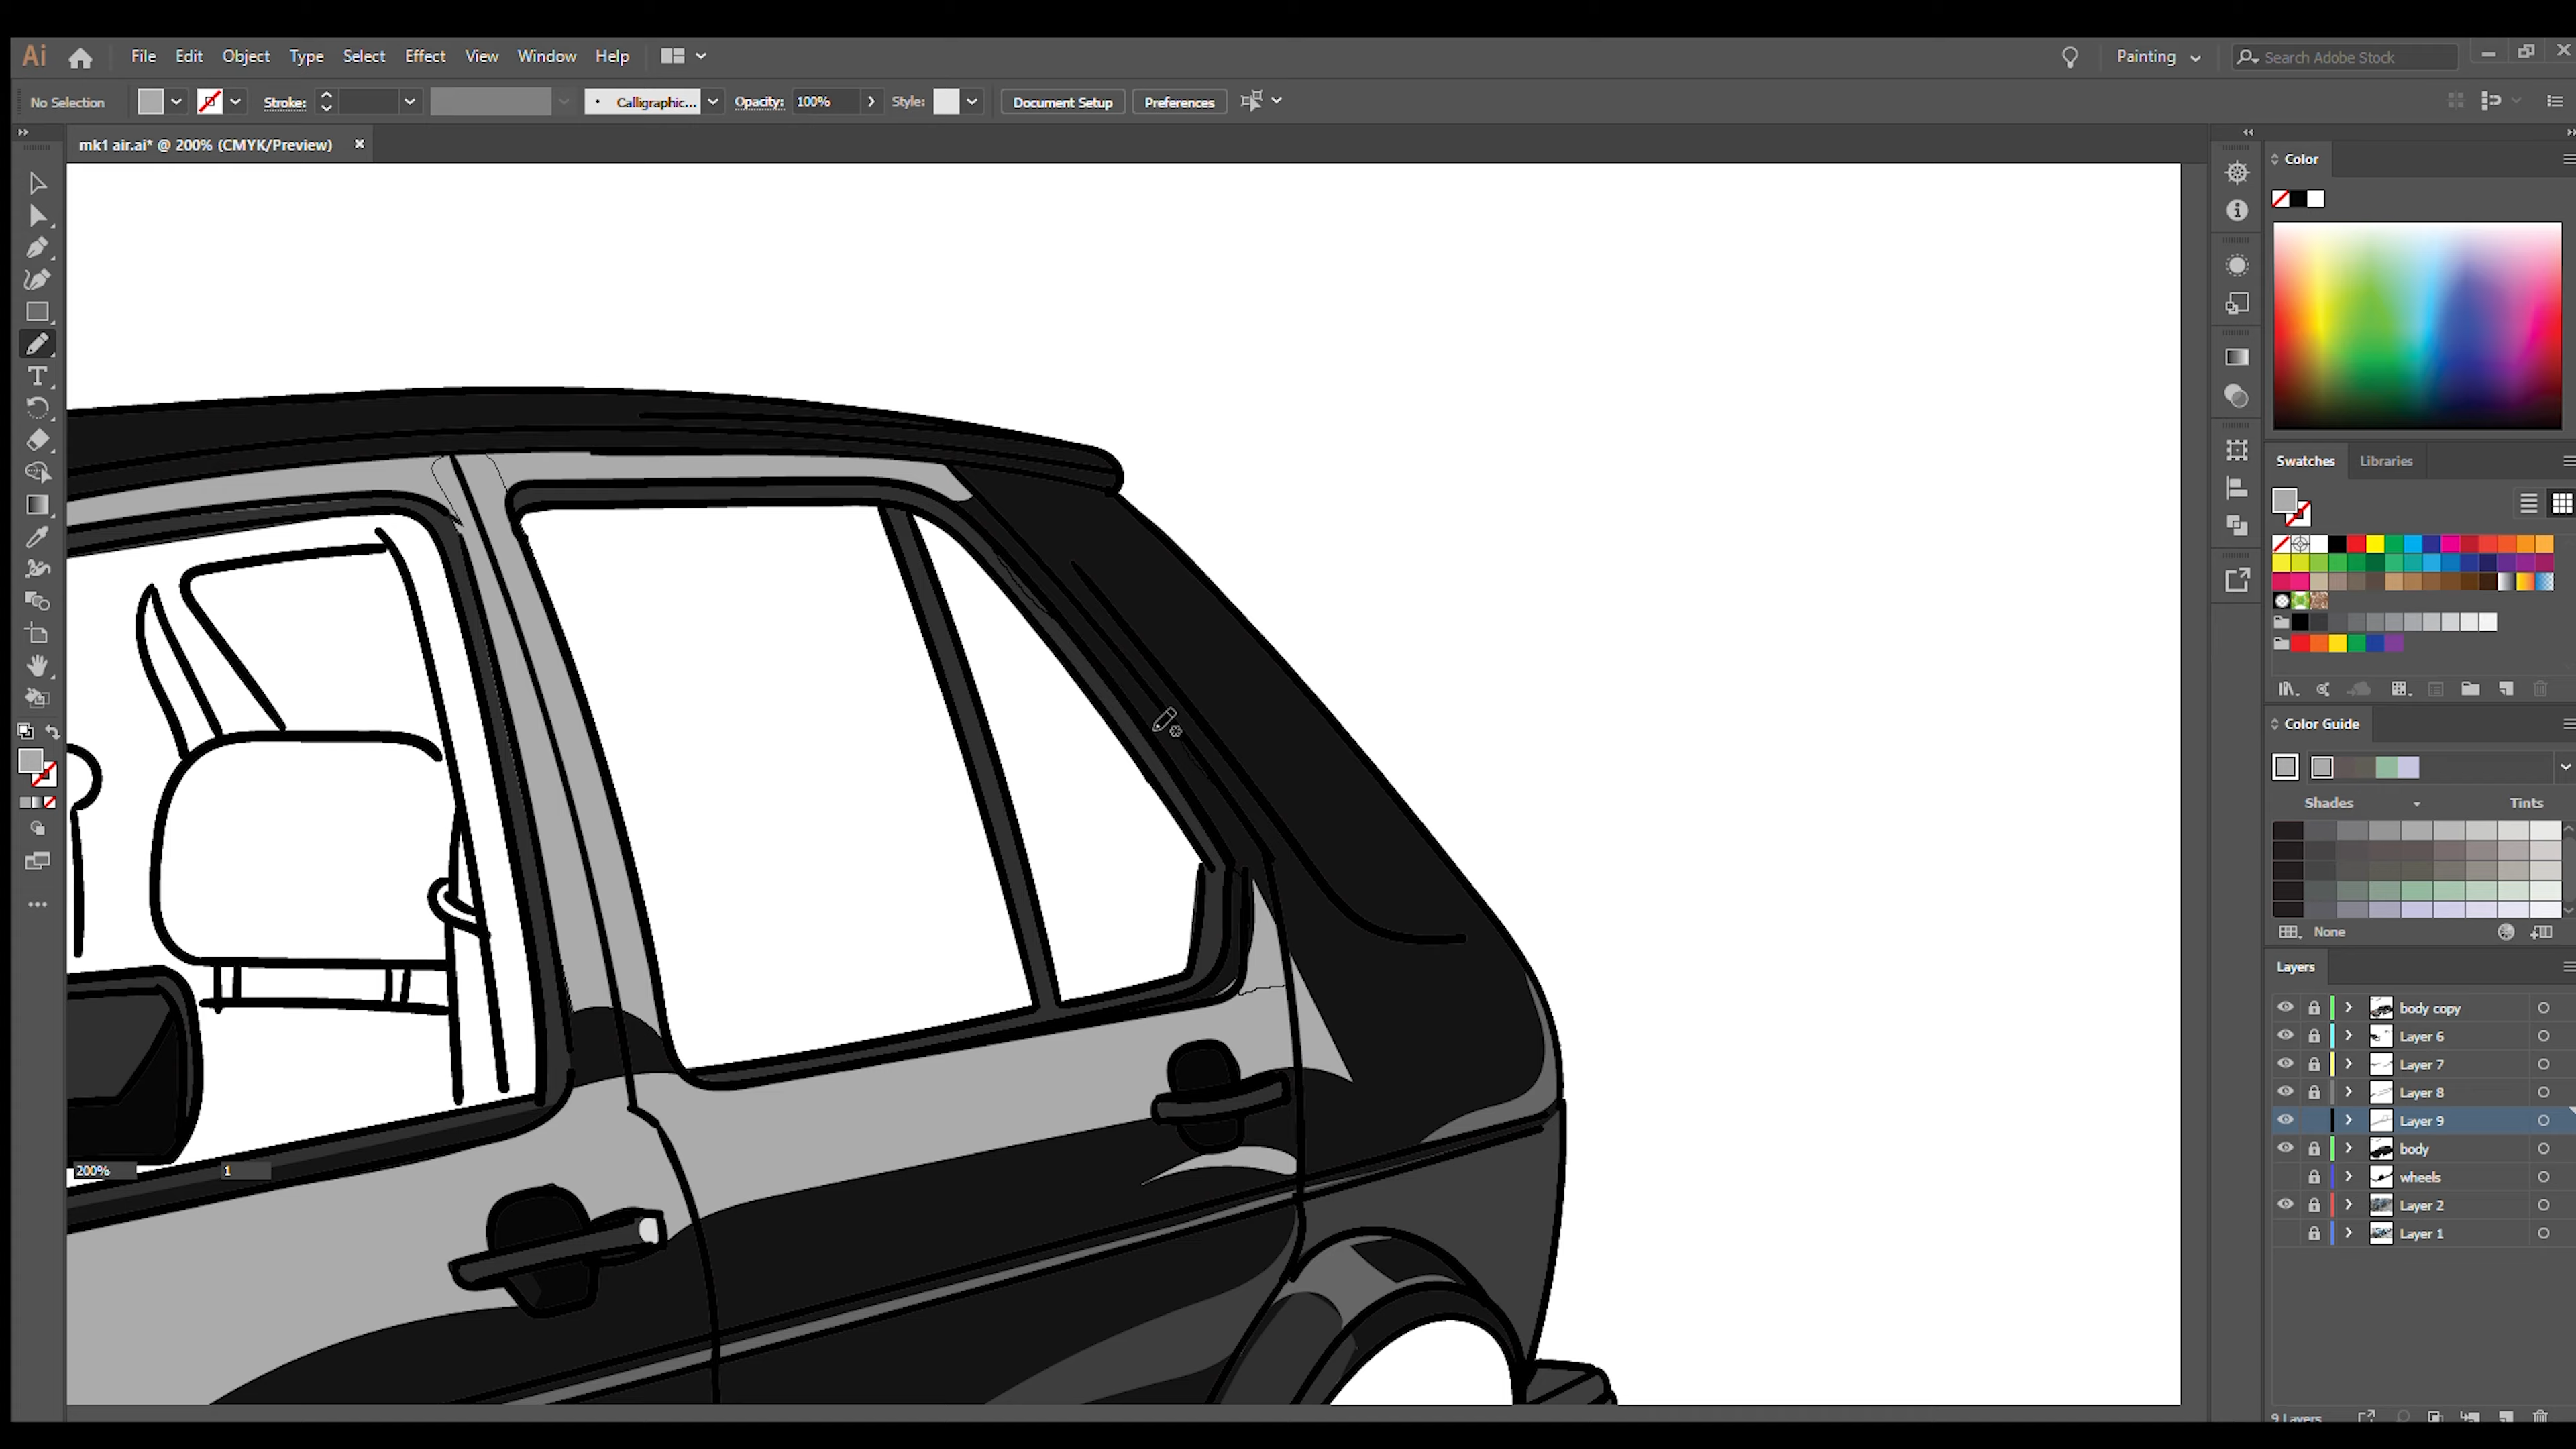 Ai File Edit Object Type Select Effect View Window Help Painting Search Adobe Stock
No Selection Stroke: Calligraphic... Opacity: 100% Style: Document Setup Preferences
mk1 air.ai* @ 200% (CMYK/Preview)
Color
Swatches Libraries
Color Guide
Shades Tints
None
Layers
body copy
Layer 6
Layer 7
Layer 8
Layer 9
body
wheels
Layer 2
Layer 1
200% 1
9 Layers